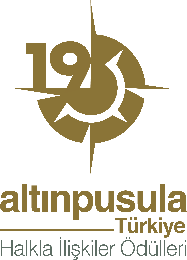 19
altınpusula
Türkiye
Halkla İlişkiler Ödülleri